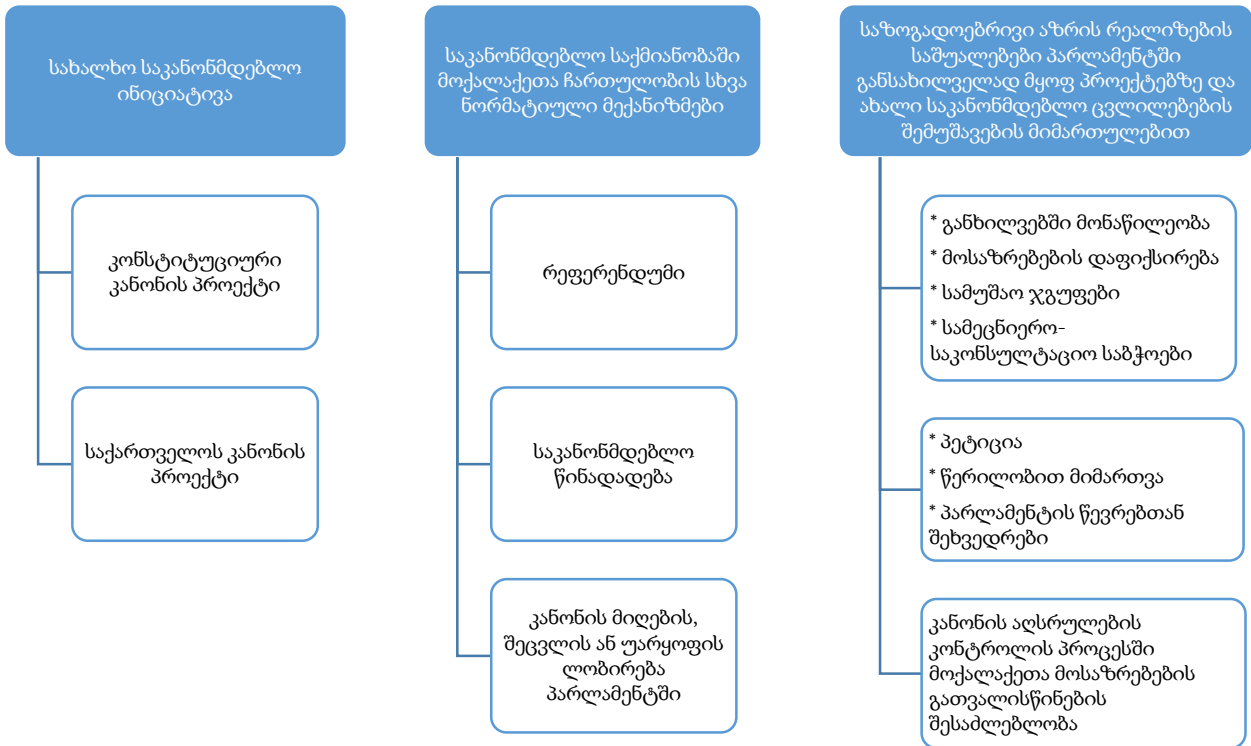 სახალხო საკანონმდებლო
ინიციატივა
კონსტიტუციური
კანონის პროექტი
საქართველოს კანონის
პროექტი
საკანონმდებლო საქმიანობაში
მოქალაქეთა ჩართულობის სხვა
ნორმატიული მექანიზმები
რეფერენდუმი
საკანონმდებლო
წინადადება
კანონის მიღების,
შეცვლის ან უარყოფის
ლობირება
პარლამენტში
საზოგადოებრივი აზრის რეალიზების
საშუალებები პარლამენტში
განსახილველად მყოფ პროექტებზე და
ახალი საკანონმდებლო ცვლილებების
შემუშავების მიმართულებით
* განხილვებში მონაწილეობა
* მოსაზრებების დაფიქსირება
* სამუშაო ჯგუფები
* სამეცნიერო-
საკონსულტაციო საბჭოები
* პეტიცია
* წერილობით მიმართვა
* პარლამენტის წევრებთან
შეხვედრები
კანონის აღსრულების
კონტროლის პროცესში
მოქალაქეთა მოსაზრებების
გათვალისწინების
შესაძლებლობა